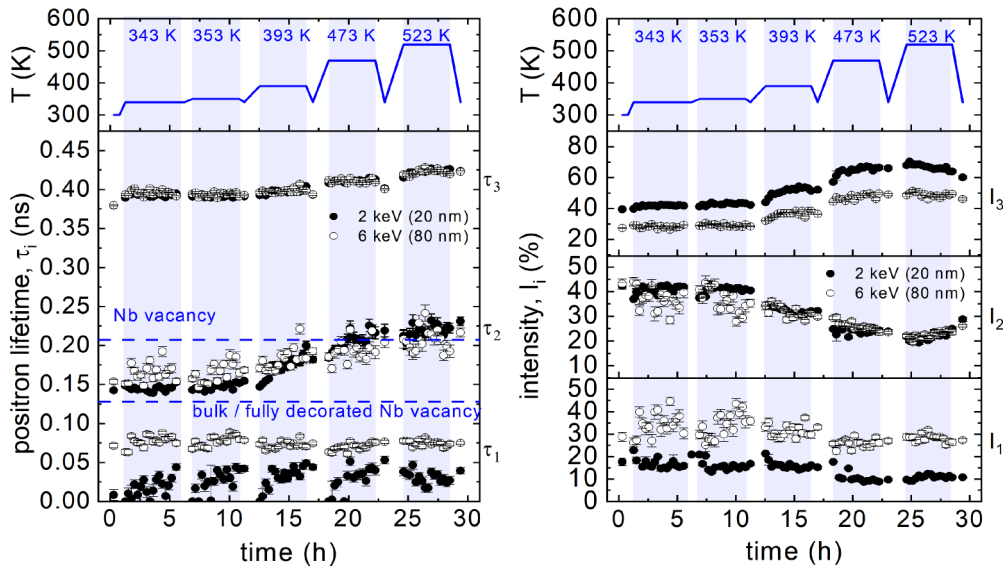 600
500
400
300
T (K)
343 K 353 K 393 K 473 K 523 K
0.45
0.40
0.35
0.30
0.25
0.20
0.15
0.10
0.05
0.00
positron lifetime, τi (ns)
τ3
2 keV (20 nm)
6 keV (80 nm)
Nb vacancy
τ2
bulk / fully decorated Nb vacancy
τ1
0 5 10 15 20 25 30
time (h)
600
500
400
300
T (K)
343 K 353 K 393 K 473 K 523 K
80
60
40
20
I3
intensity, Ii (%)
50
40
30
20
10
2 keV (20 nm)
6 keV (80 nm)
I2
50
40
30
20
10
0
I1
0 5 10 15 20 25 30
time (h)